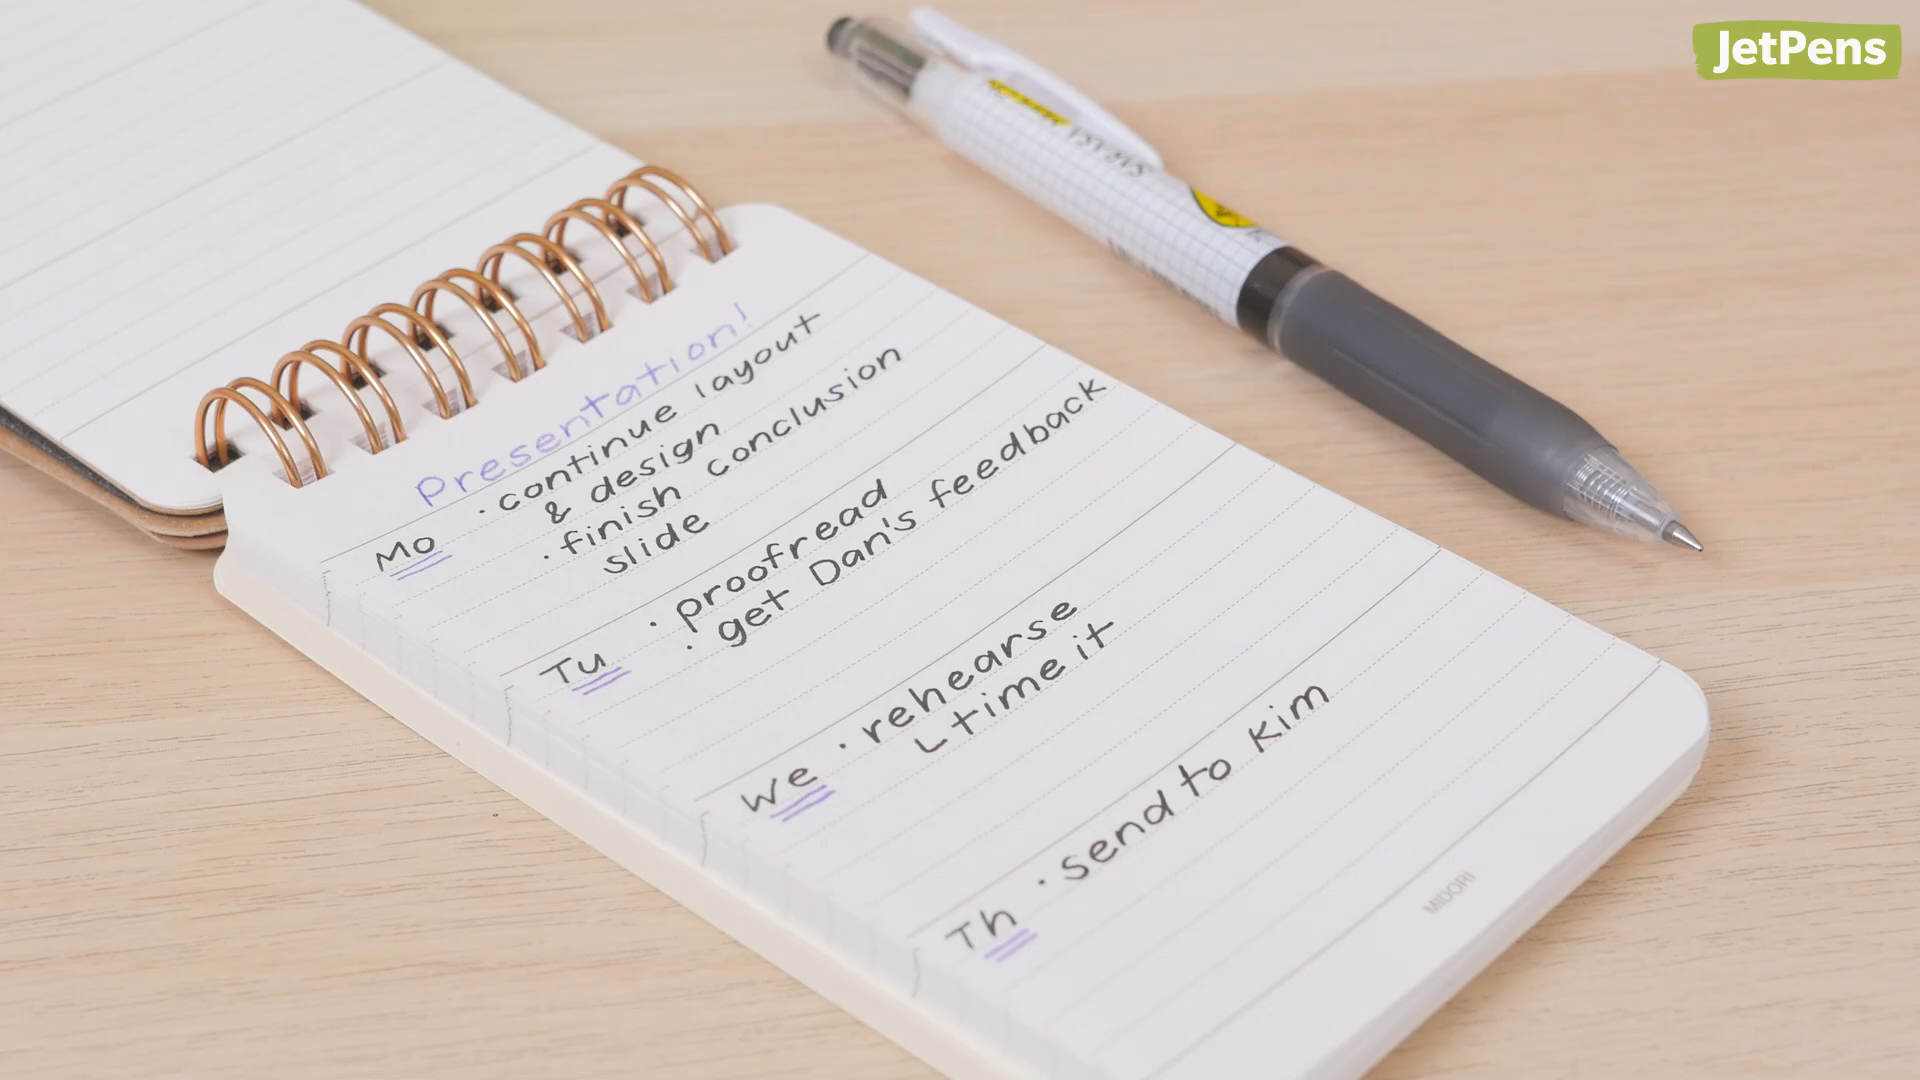 JetPens
SARASA
Presentation!
Mo · continue layout
& design
· finish conclusion
slide
Tu · proofread
· get Dan's feedback
We · rehearse
time it
Th · send to Kim
MIDORI